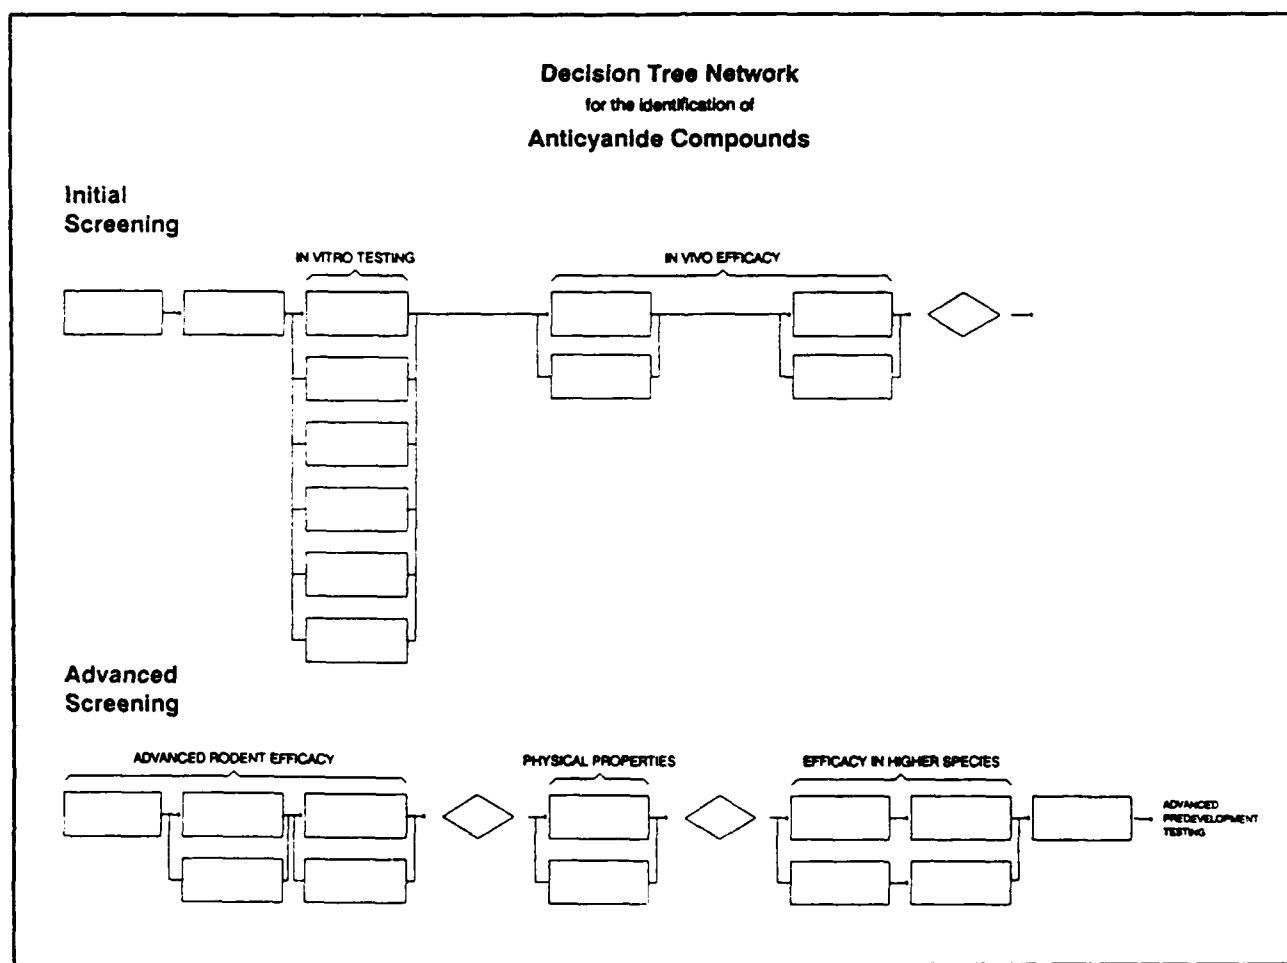 Decision Tree Network
for the identification of
Anticyanide Compounds
Initial
Screening
IN VITRO TESTING
IN VIVO EFFICACY
Advanced
Screening
ADVANCED RODENT EFFICACY
PHYSICAL PROPERTIES
EFFICACY IN HIGHER SPECIES
ADVANCED
PREDEVELOPMENT
TESTING